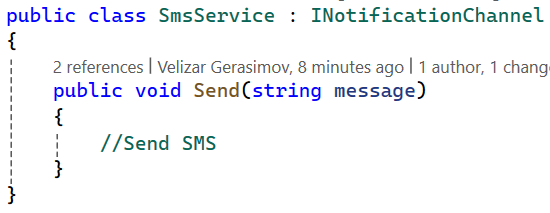 public class SmsService : INotificationChannel
{
2 references | Velizar Gerasimov, 8 minutes ago | 1 author, 1 chang
public void Send(string message)
{
//Send SMS
}
}